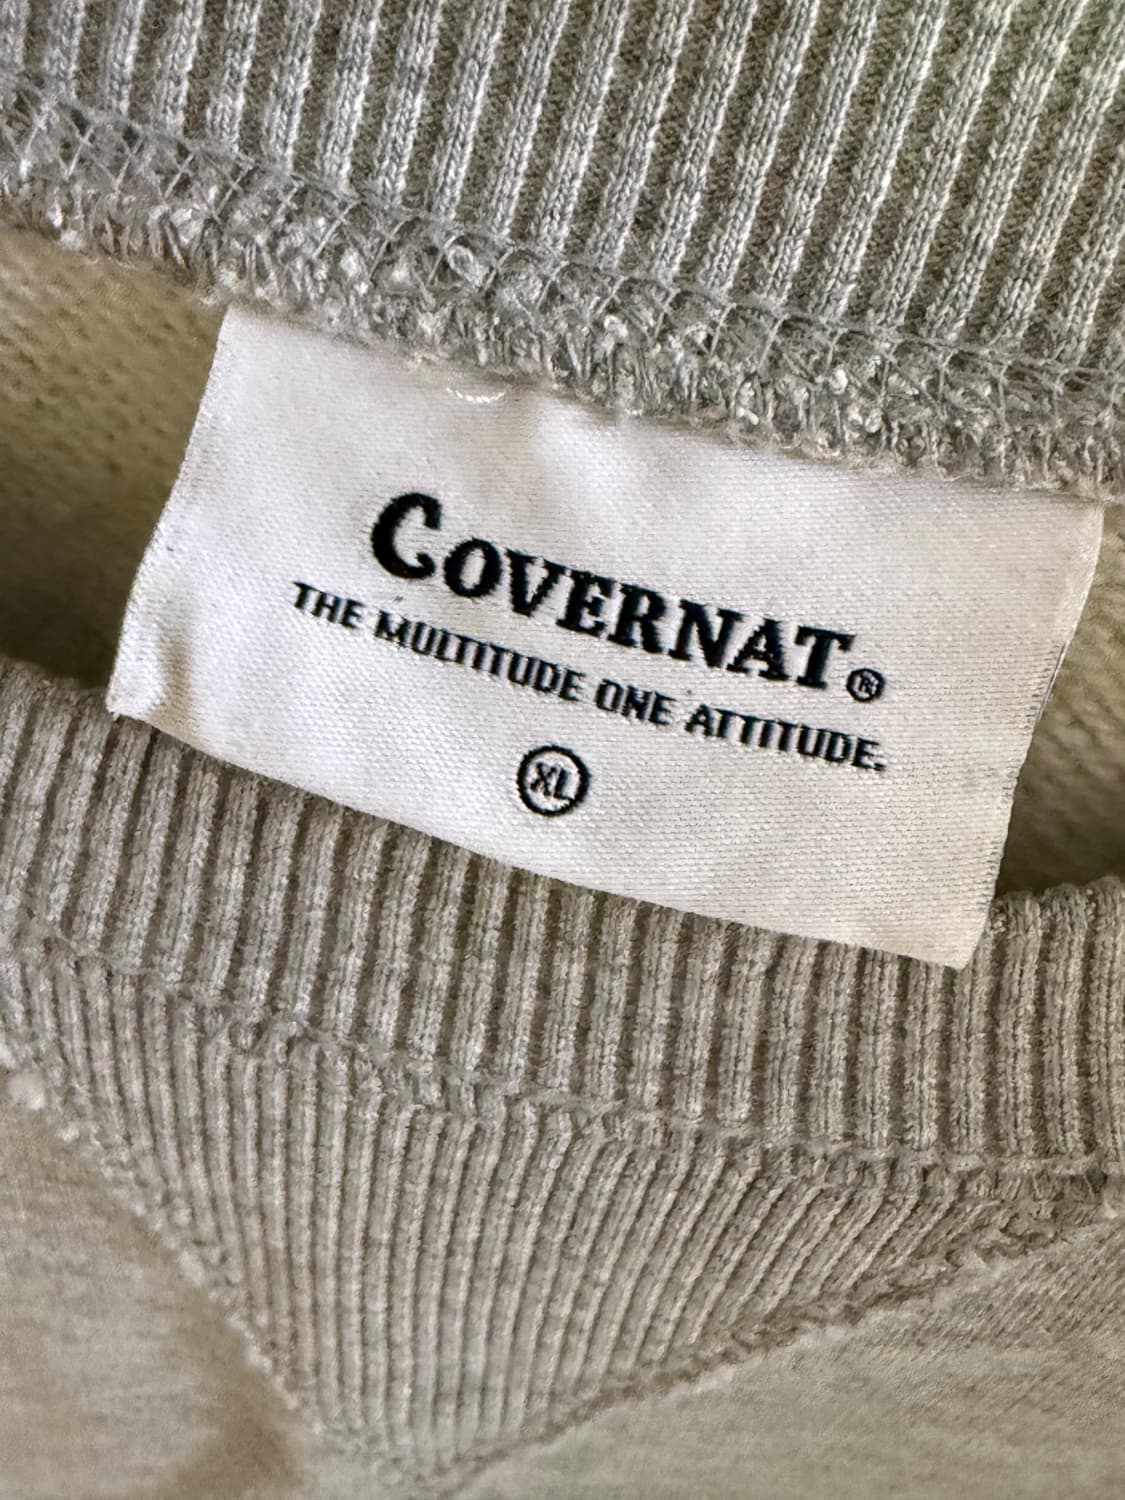 COVERNAT®
THE MULTITUDE ONE ATTITUDE.
XL